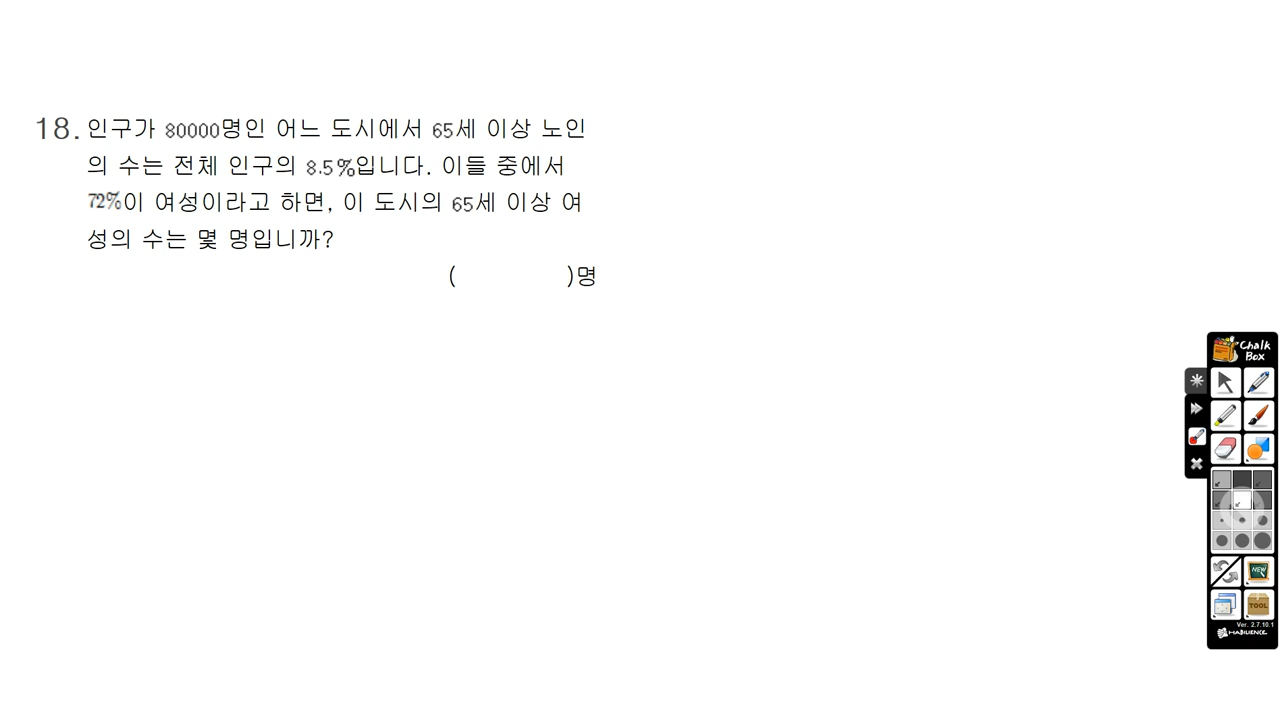 18. 인구가 80000명인 어느 도시에서 65세 이상 노인
의 수는 전체 인구의 8.5%입니다. 이들 중에서
72%이 여성이라고 하면, 이 도시의 65세 이상 여
성의 수는 몇 명입니까?
( )명
Chalk
Box
NEW
TOOL
Ver. 2.7.10.1
HABILIENCE